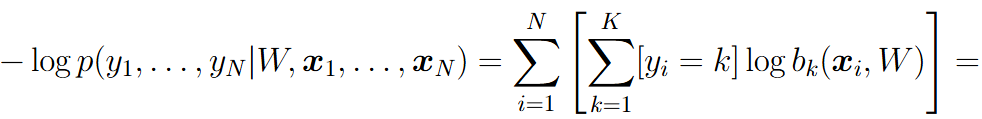 $-\log p(y_1, \ldots, y_N | W, \boldsymbol{x}_1, \ldots, \boldsymbol{x}_N) = \sum_{i=1}^{N} \left[ \sum_{k=1}^{K} [y_i = k] \log b_k(\boldsymbol{x}_i, W) \right] =$